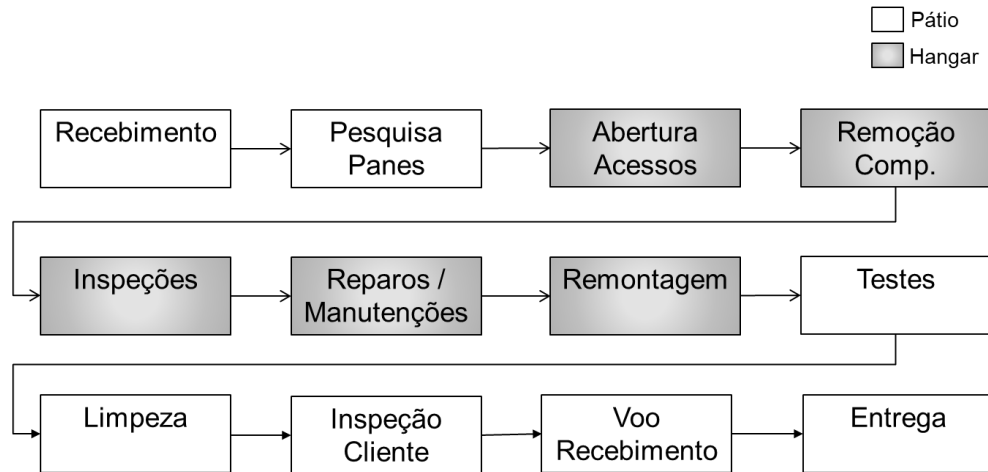 Pátio
Hangar
Recebimento
Pesquisa
Panes
Abertura
Acessos
Remoção
Comp.
Inspeções
Reparos /
Manutenções
Remontagem
Testes
Limpeza
Inspeção
Cliente
Voo
Recebimento
Entrega